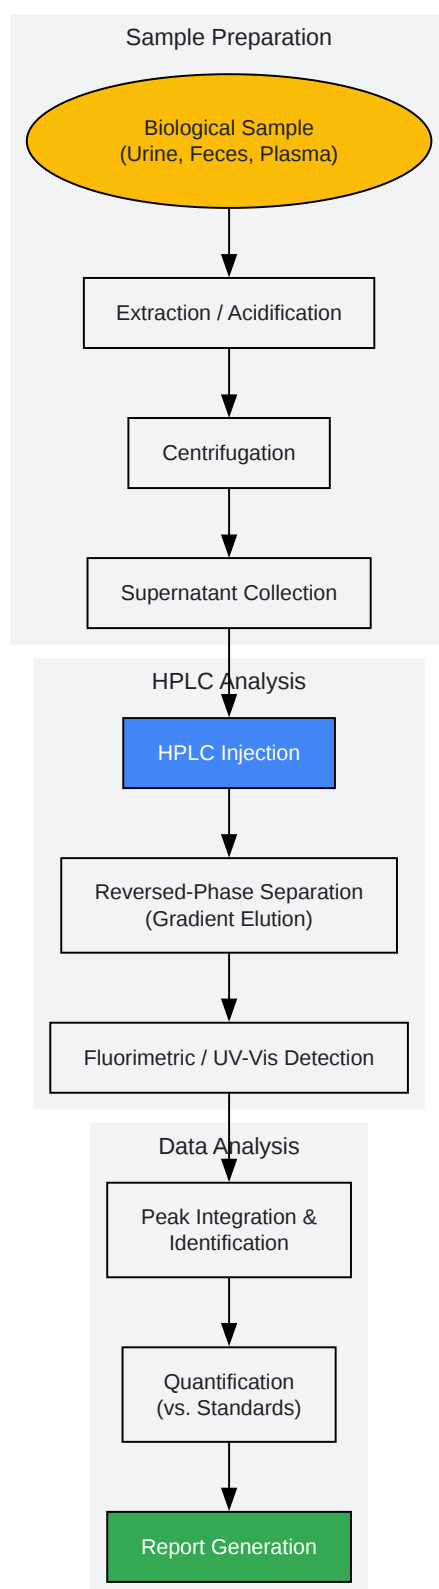 Sample Preparation
Biological Sample
(Urine, Feces, Plasma)
Extraction / Acidification
Centrifugation
Supernatant Collection
HPLC Analysis
HPLC Injection
Reversed-Phase Separation
(Gradient Elution)
Fluorimetric / UV-Vis Detection
Data Analysis
Peak Integration &
Identification
Quantification
(vs. Standards)
Report Generation